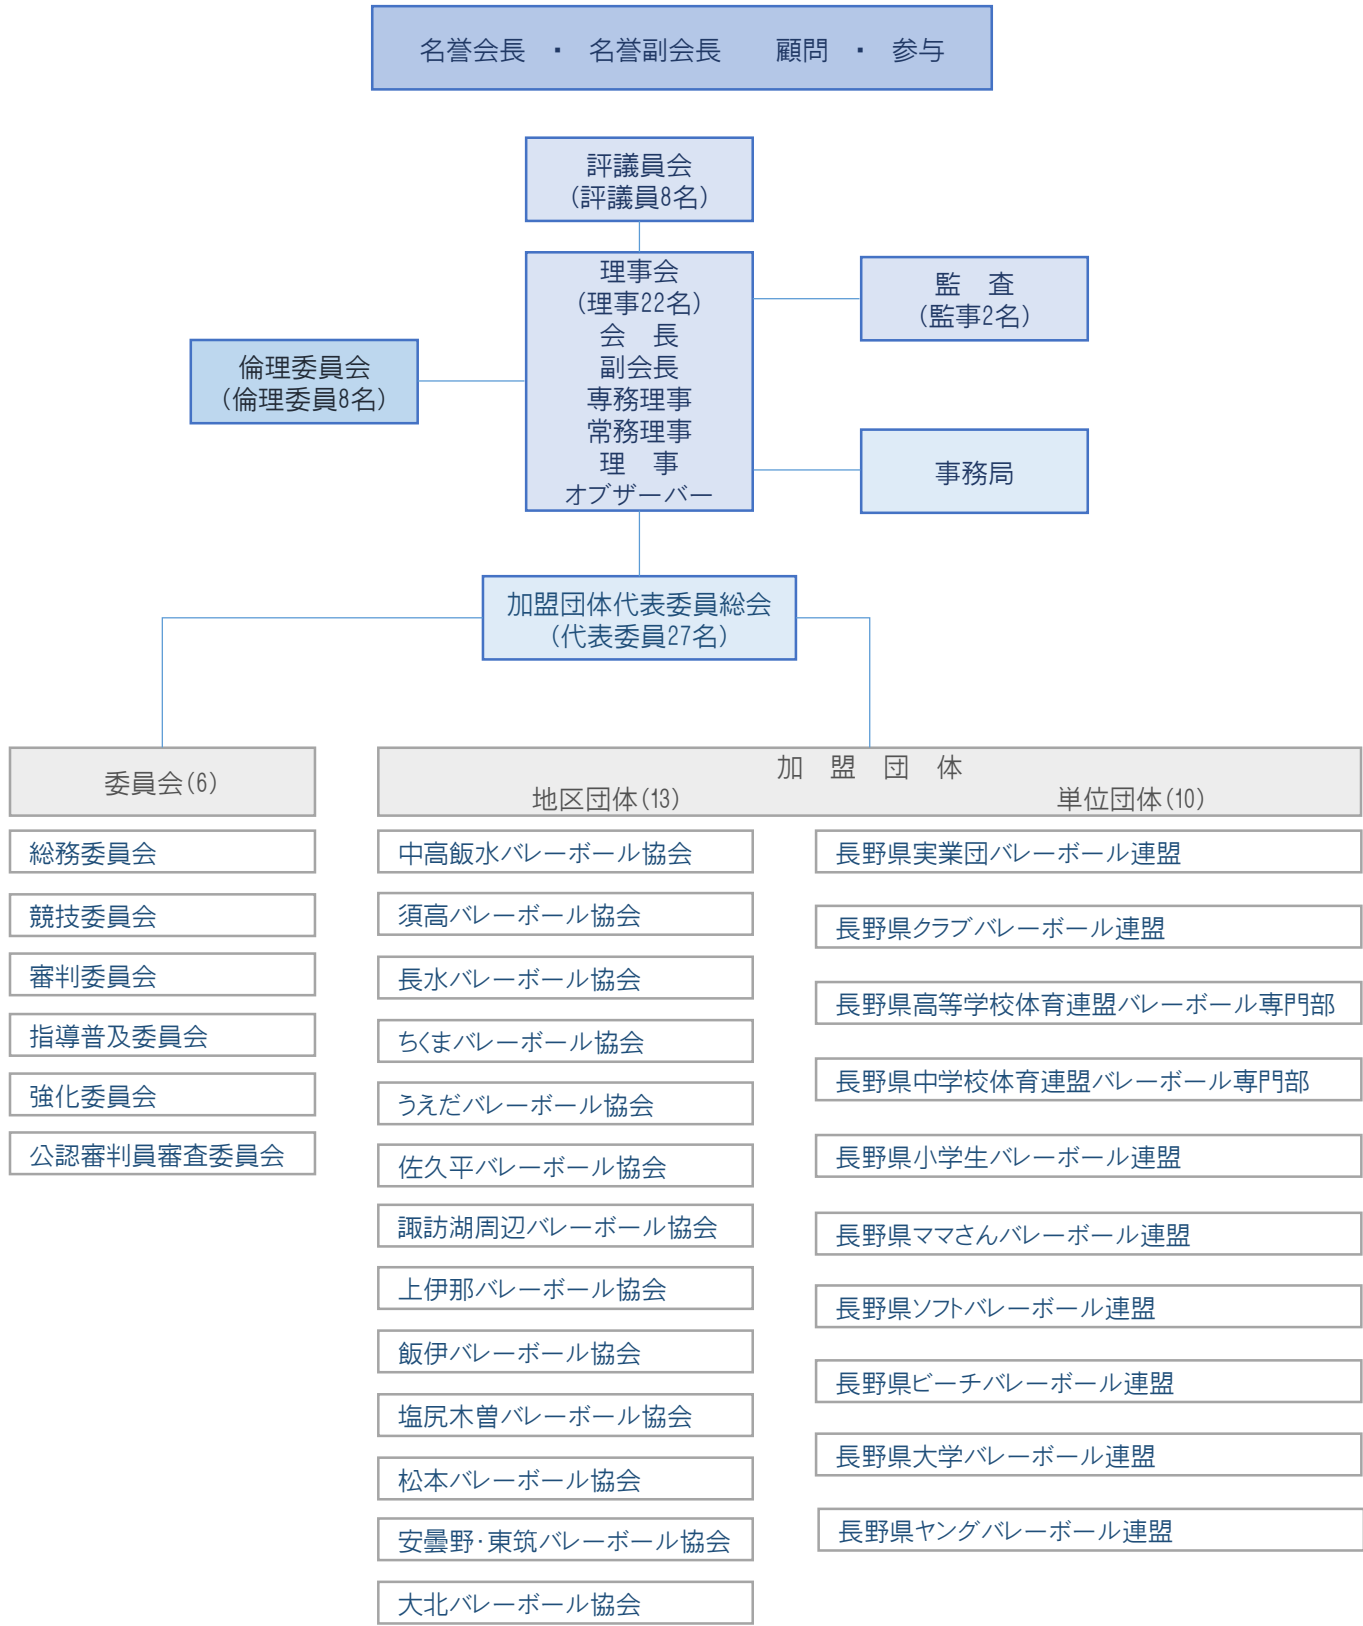 名誉会長 ・ 名誉副会長　顧問 ・ 参与
評議員会
(評議員8名)
理事会
(理事22名)
会　長
副会長
専務理事
常務理事
理　事
オブザーバー
監　査
(監事2名)
倫理委員会
(倫理委員8名)
事務局
加盟団体代表委員総会
(代表委員27名)
委員会(6)
総務委員会
競技委員会
審判委員会
指導普及委員会
強化委員会
公認審判員審査委員会
加　盟　団　体
地区団体(13)　単位団体(10)
中高飯水バレーボール協会
須高バレーボール協会
長水バレーボール協会
ちくまバレーボール協会
うえだバレーボール協会
佐久平バレーボール協会
諏訪湖周辺バレーボール協会
上伊那バレーボール協会
飯伊バレーボール協会
塩尻木曽バレーボール協会
松本バレーボール協会
安曇野・東筑バレーボール協会
大北バレーボール協会
長野県実業団バレーボール連盟
長野県クラブバレーボール連盟
長野県高等学校体育連盟バレーボール専門部
長野県中学校体育連盟バレーボール専門部
長野県小学生バレーボール連盟
長野県ママさんバレーボール連盟
長野県ソフトバレーボール連盟
長野県ビーチバレーボール連盟
長野県大学バレーボール連盟
長野県ヤングバレーボール連盟